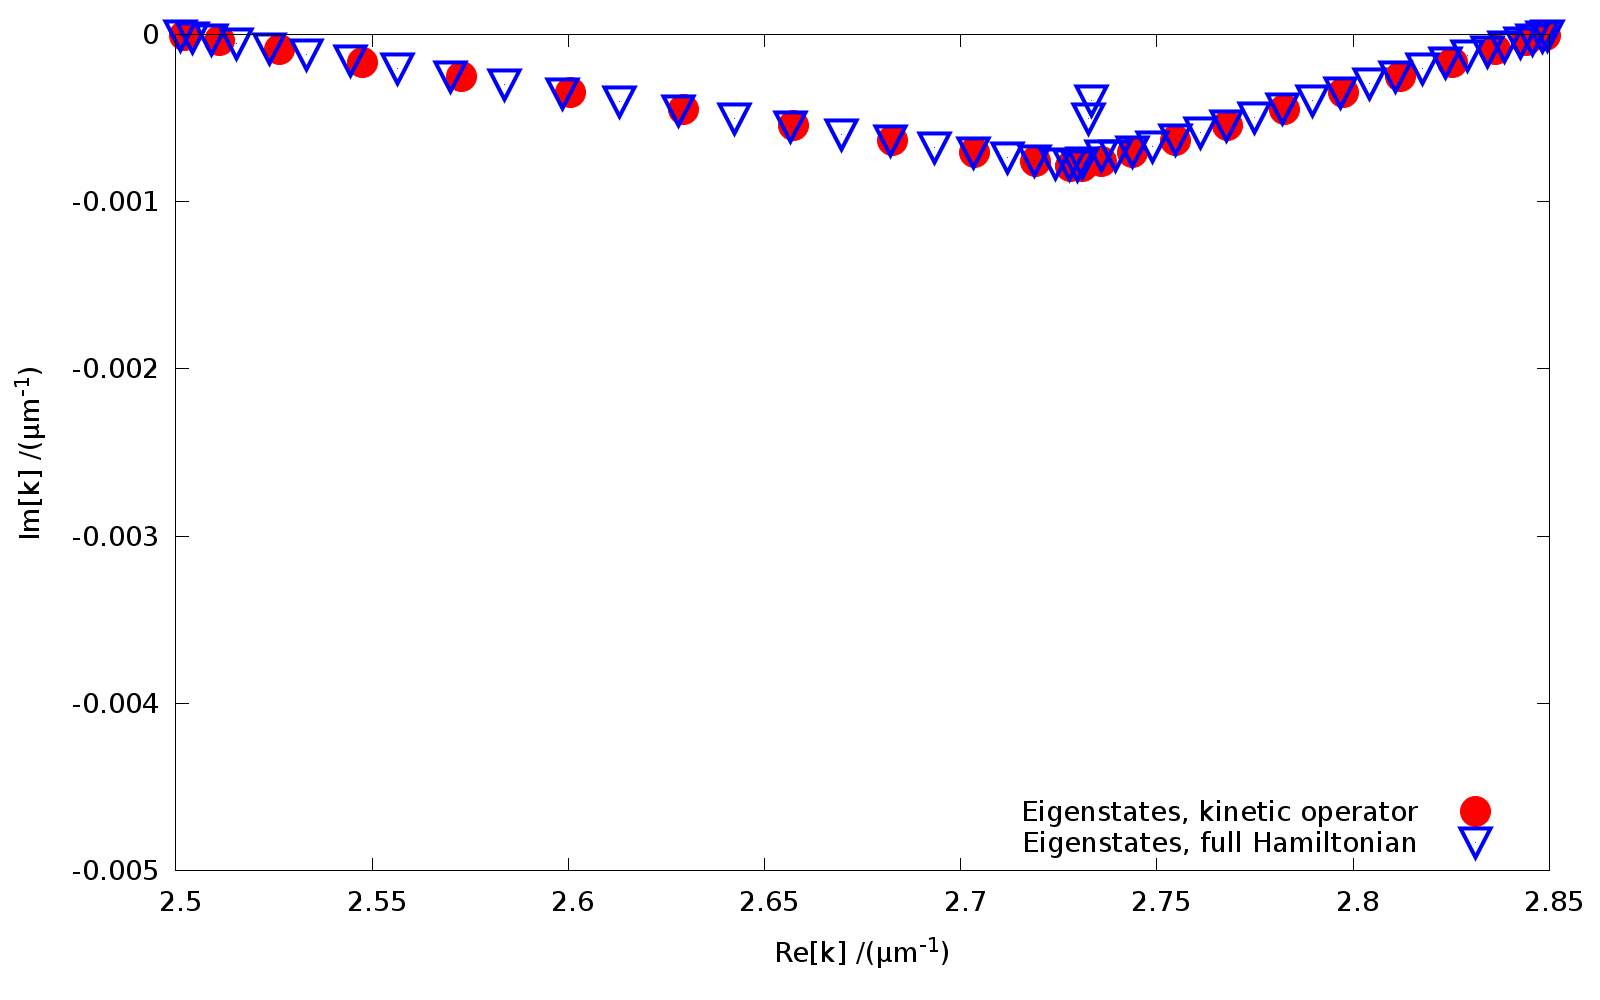 0
-0.001
-0.002
-0.003
-0.004
-0.005
2.5 2.55 2.6 2.65 2.7 2.75 2.8 2.85
Im[k] /(μm⁻¹)
Re[k] /(μm⁻¹)
Eigenstates, kinetic operator
Eigenstates, full Hamiltonian